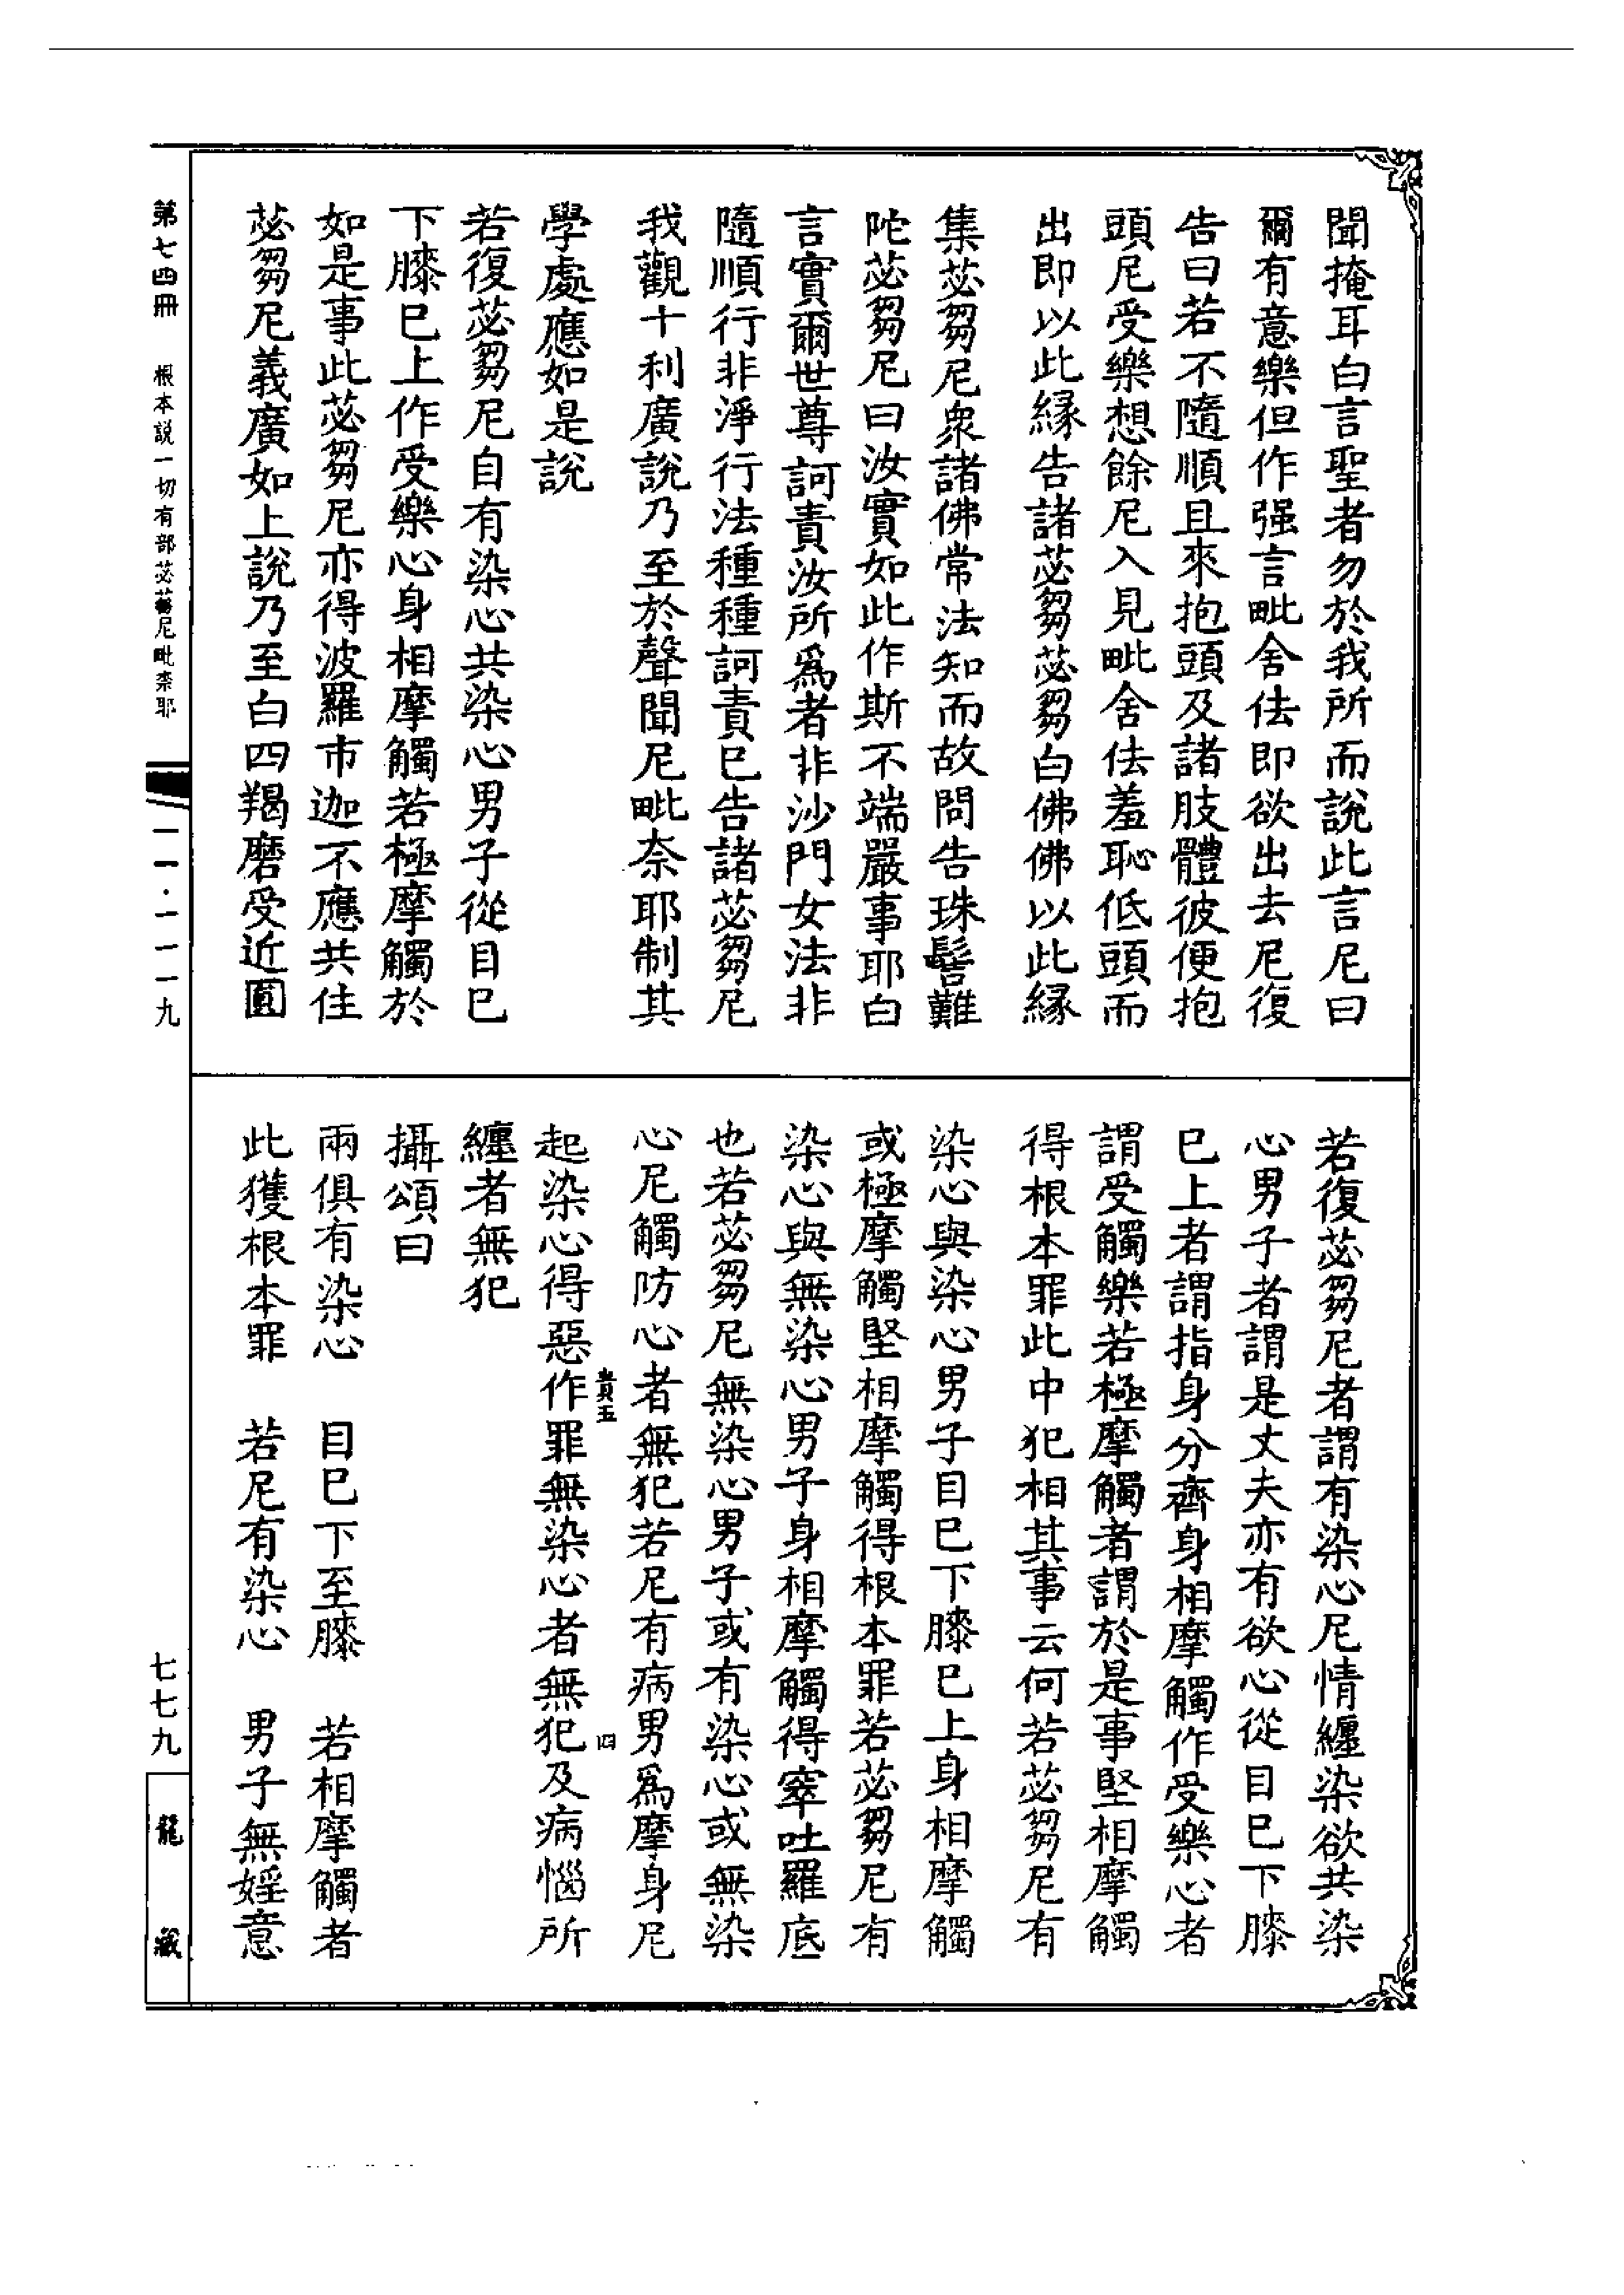 聞掩耳白言聖者勿於我所而說此言尼曰
爾有意樂但作强言毗舍佉即欲出去尼復
告曰若不隨順且來抱頭及諸肢體彼便抱
頭尼受樂想餘尼入見毗舍佉羞恥低頭而
出即以此緣告諸苾芻苾芻白佛佛以此緣
集苾芻尼衆諸佛常法知而故問告珠髻難
陀苾芻尼曰汝實如此作斯不端嚴事耶白
言實爾世尊訶責汝所爲者非沙門女法非
隨順行非淨行法種種訶責巳告諸苾芻尼
我觀十利廣說乃至於聲聞尼毗奈耶制其
學處應如是說
若復苾芻尼自有染心共染心男子從目巳
下膝巳上作受樂心身相摩觸若極摩觸於
如是事此苾芻尼亦得波羅市迦不應共住
苾芻尼義廣如上說乃至白四羯磨受近圓
若復苾芻尼者謂有染心尼情纏染欲共染
心男子者謂是丈夫亦有欲心從目巳下膝
巳上者謂指身分齊身相摩觸作受樂心者
謂受觸樂若極摩觸者謂於是事堅相摩觸
得根本罪此中犯相其事云何若苾芻尼有
染心與染心男子目巳下膝巳上身相摩觸
或極摩觸堅相摩觸得根本罪若苾芻尼有
染心與無染心男子身相摩觸得窣吐羅底
也若苾芻尼無染心男子或有染心或無染
心尼觸防心者無犯若尼有病男爲摩身尼
起染心得惡作罪無染心者無犯及病惱所
纏者無犯
攝頌曰
兩俱有染心 目巳下至膝 若相摩觸者
此獲根本罪 若尼有染心 男子無婬意
第七四冊 根本説一切有部苾蒭尼毗柰耶
一一·一一一九
七七九
龍藏